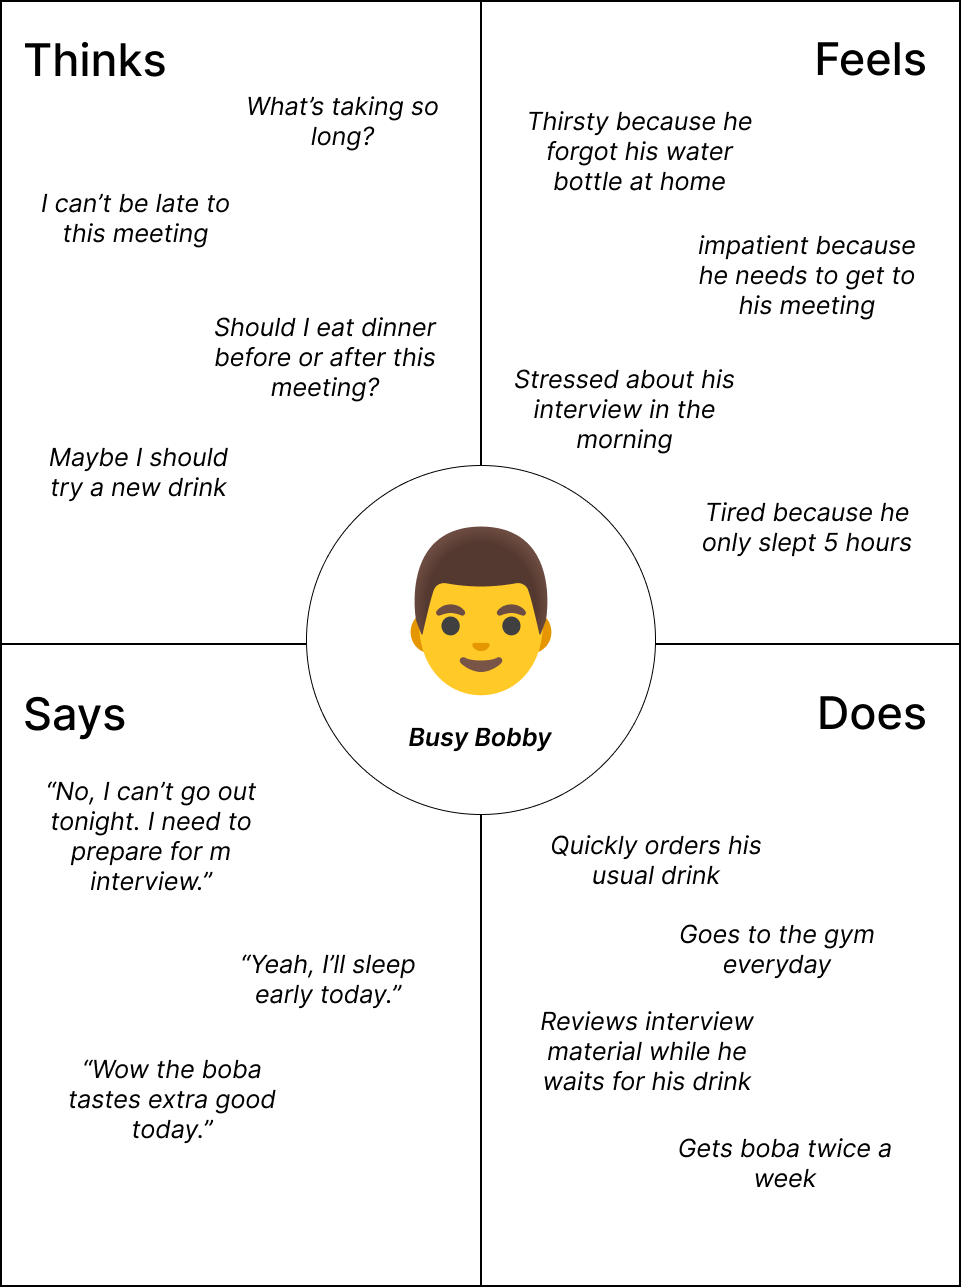 Thinks
What’s taking so
long?
I can’t be late to
this meeting
Should I eat dinner
before or after this
meeting?
Maybe I should
try a new drink
Feels
Thirsty because he
forgot his water
bottle at home
impatient because
he needs to get to
his meeting
Stressed about his
interview in the
morning
Tired because he
only slept 5 hours
Busy Bobby
Says
“No, I can’t go out
tonight. I need to
prepare for m
interview.”
“Yeah, I’ll sleep
early today.”
“Wow the boba
tastes extra good
today.”
Does
Quickly orders his
usual drink
Goes to the gym
everyday
Reviews interview
material while he
waits for his drink
Gets boba twice a
week